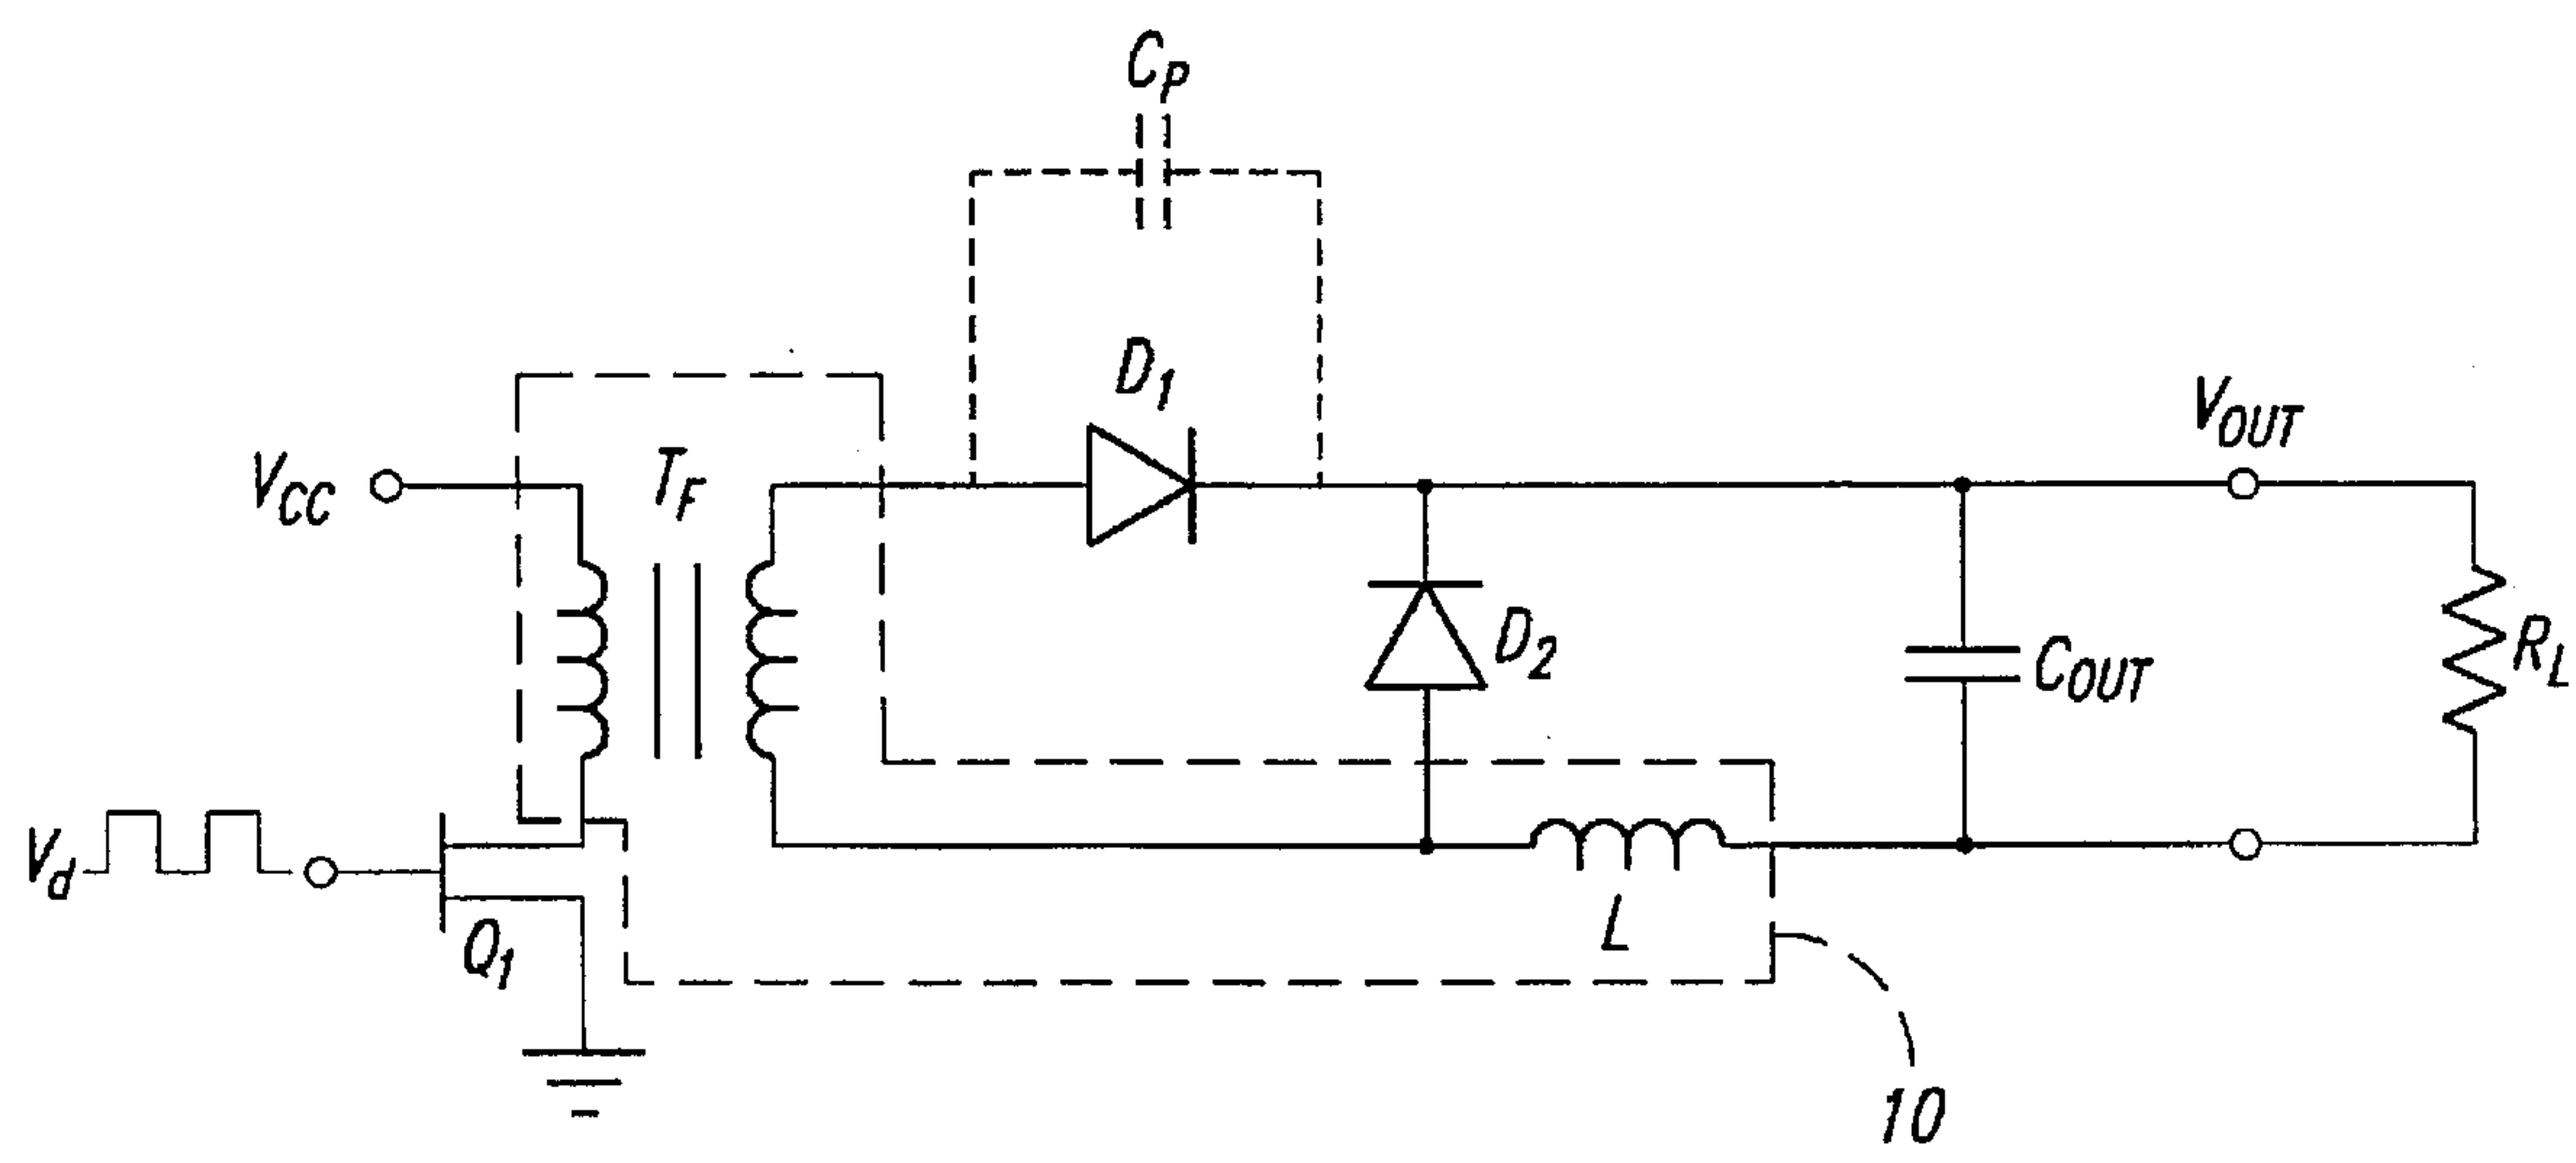 C_P
D_1
V_OUT
V_CC
T_F
D_2
C_OUT
R_L
V_d
Q_1
L
10